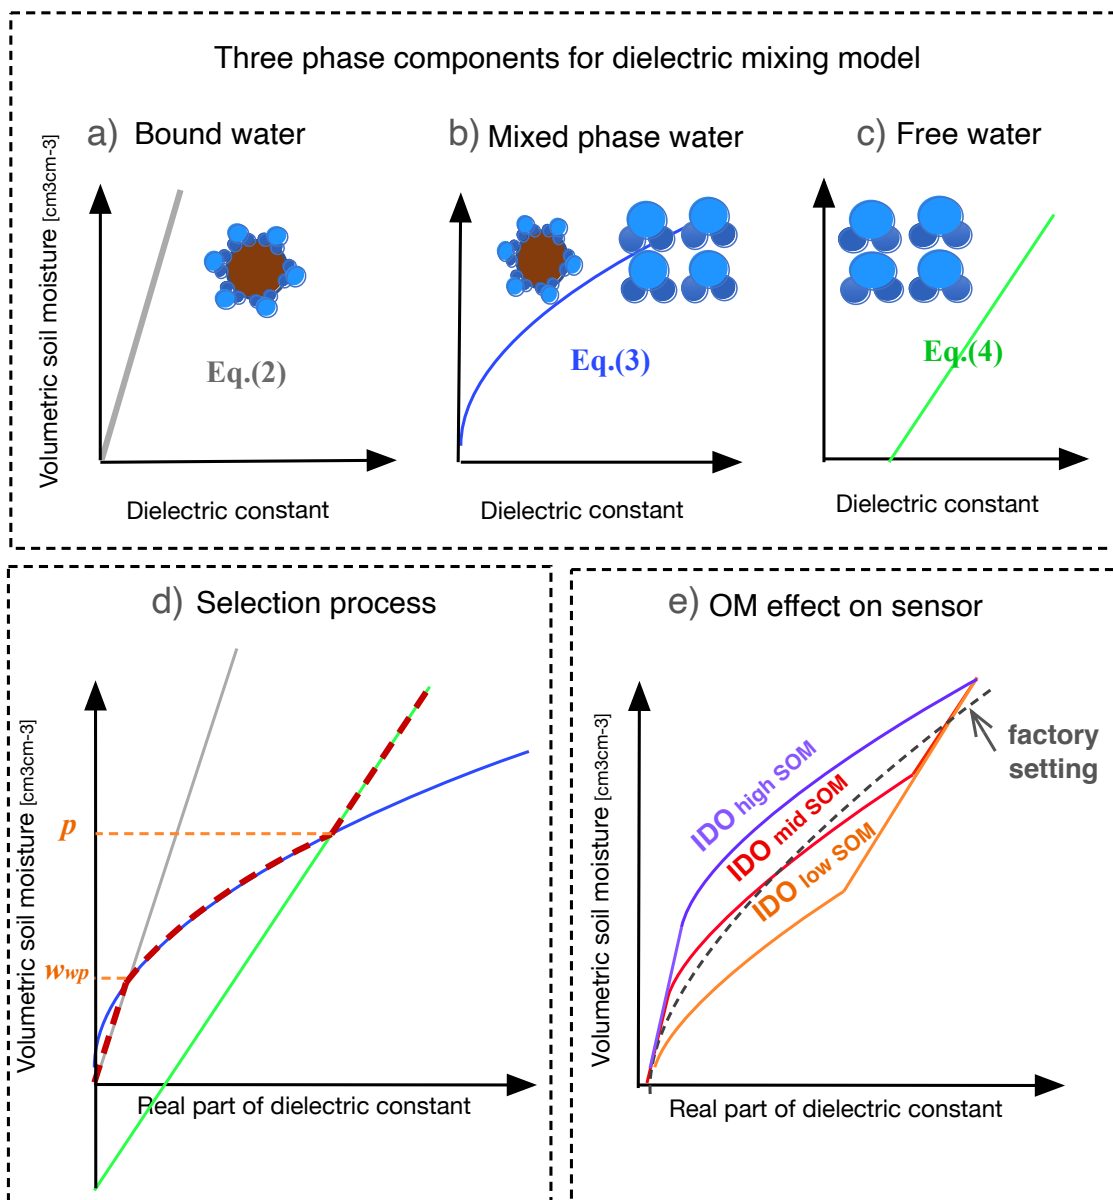 Three phase components for dielectric mixing model
a) Bound water
b) Mixed phase water
c) Free water
Volumetric soil moisture [cm3cm-3]
Eq.(2)
Eq.(3)
Eq.(4)
Dielectric constant
Dielectric constant
Dielectric constant
d) Selection process
Volumetric soil moisture [cm3cm-3]
p
wwp
Real part of dielectric constant
e) OM effect on sensor
Volumetric soil moisture [cm3cm-3]
IDO high SOM
IDO mid SOM
IDO low SOM
factory
setting
Real part of dielectric constant